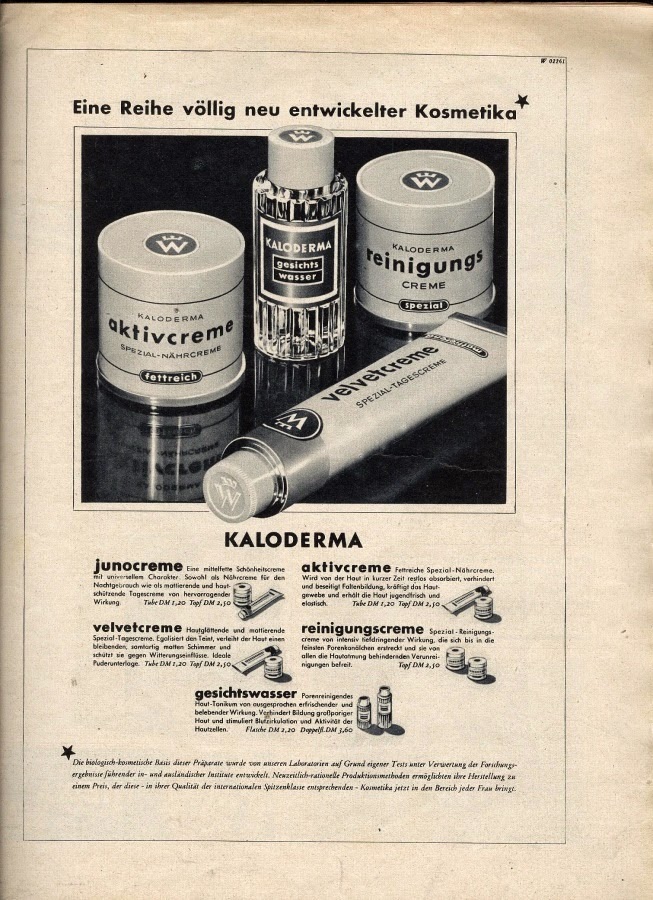 W 02261
Eine Reihe völlig neu entwickelter Kosmetika★
W
KALODERMA
gesichts
wasser
W
KALODERMA
reinigungs
CREME
spezial
W
KALODERMA
aktivcreme
SPEZIAL-NÄHRCREME
fettreich
velvetcreme
SPEZIAL-TAGESCREME
W
W
KALODERMA
junocreme Eine mittelfette Schönheitscreme
mit universellem Charakter. Sowohl als Nährcreme für den
Nachtgebrauch wie als mattierende und haut-
schützende Tagescreme von hervorragender
Wirkung. Tube DM 1,20 Topf DM 2,50
aktivcreme Fettreiche Spezial-Nährcreme.
Wird von der Haut in kurzer Zeit restlos absorbiert, verhindert
und beseitigt Faltenbildung, kräftigt das Haut-
gewebe und erhält die Haut jugendfrisch und
elastisch. Tube DM 1,20 Topf DM 2,50
velvetcreme Hautglättende und mattierende
Spezial-Tagescreme. Egalisiert den Teint, verleiht der Haut einen
bleibenden, samtartig matten Schimmer und
schützt sie gegen Witterungseinflüsse. Ideale
Puderunterlage. Tube DM 1,20 Topf DM 2,50
reinigungscreme Spezial-Reinigungs-
creme von intensiv tiefdringender Wirkung, die sich bis in die
feinsten Porenkanälchen erstreckt und sie von
allen die Hautatmung behindernden Verunrei-
nigungen befreit. Topf DM 2,50
gesichtswasser Porenreinigendes
Haut-Tonikum von ausgesprochen erfrischender und
belebender Wirkung. Verhindert Bildung großporiger
Haut und stimuliert Blutzirkulation und Aktivität der
Hautzellen. Flasche DM 2,20 Doppelfl. DM 3,60
★ Die biologisch-kosmetische Basis dieser Präparate wurde von unseren Laboratorien auf Grund eigener Tests unter Verwertung der Forschungs-
ergebnisse führender in- und ausländischer Institute entwickelt. Neuzeitlich-rationelle Produktionsmethoden ermöglichten ihre Herstellung zu
einem Preis, der diese - in ihrer Qualität der internationalen Spitzenklasse entsprechenden - Kosmetika jetzt in den Bereich jeder Frau bringt.